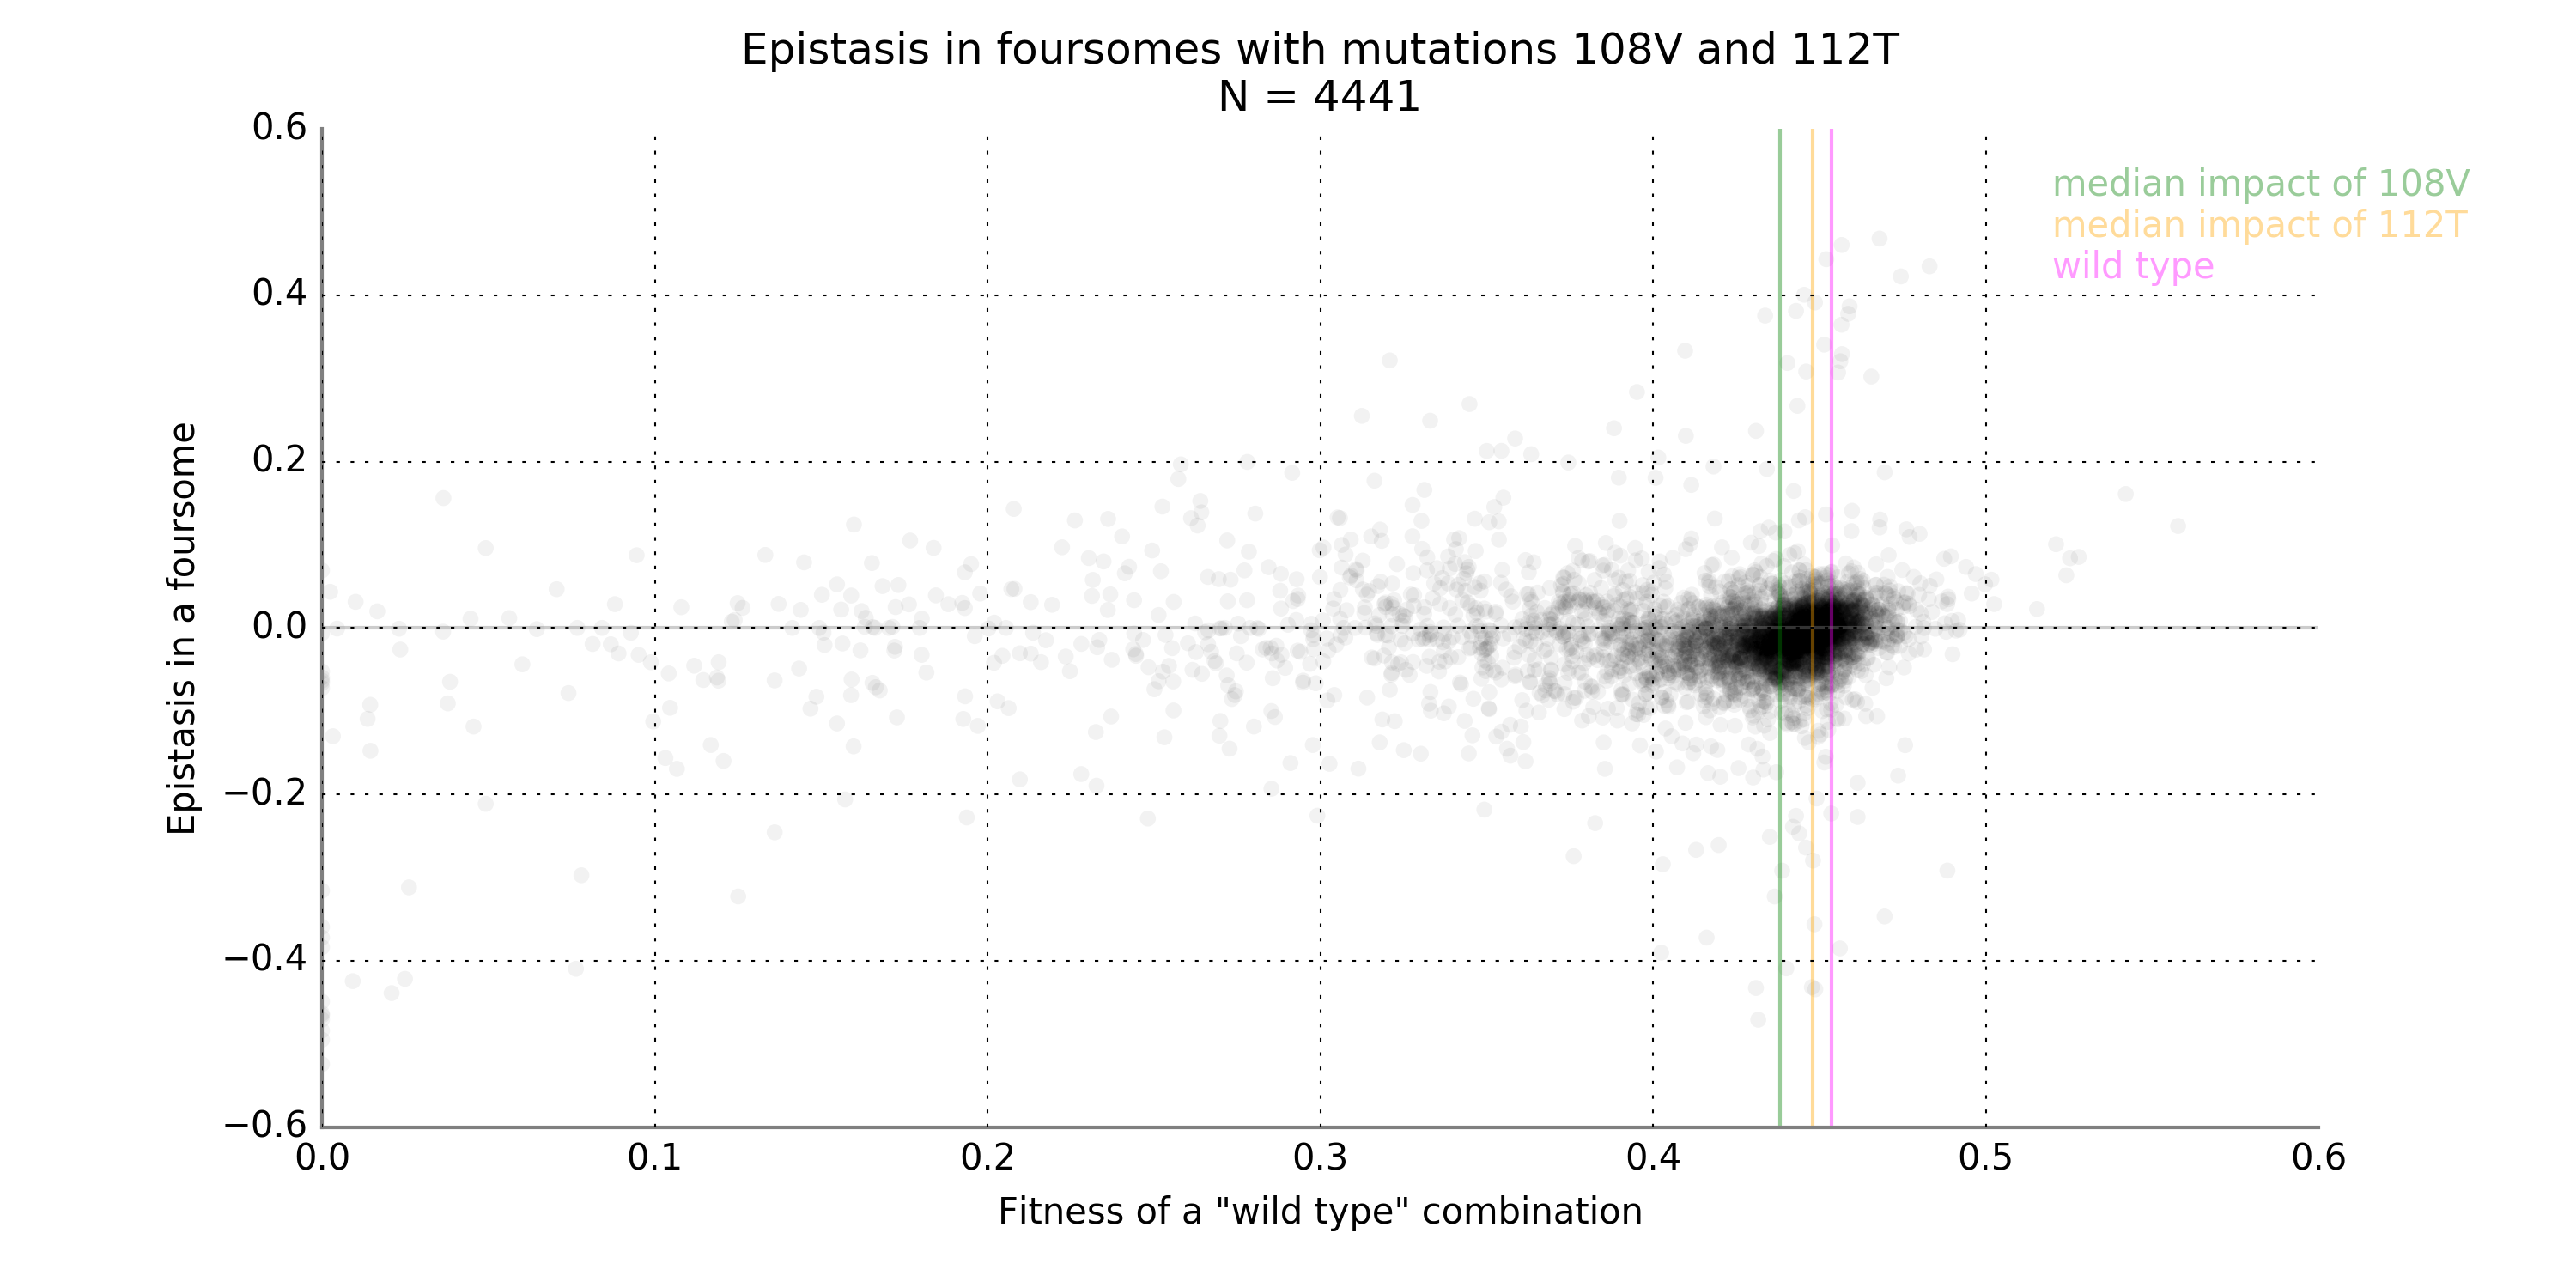 Epistasis in foursomes with mutations 108V and 112T
N = 4441
median impact of 108V
median impact of 112T
wild type
Epistasis in a foursome
0.6
0.4
0.2
0.0
−0.2
−0.4
−0.6
0.0 0.1 0.2 0.3 0.4 0.5 0.6
Fitness of a "wild type" combination